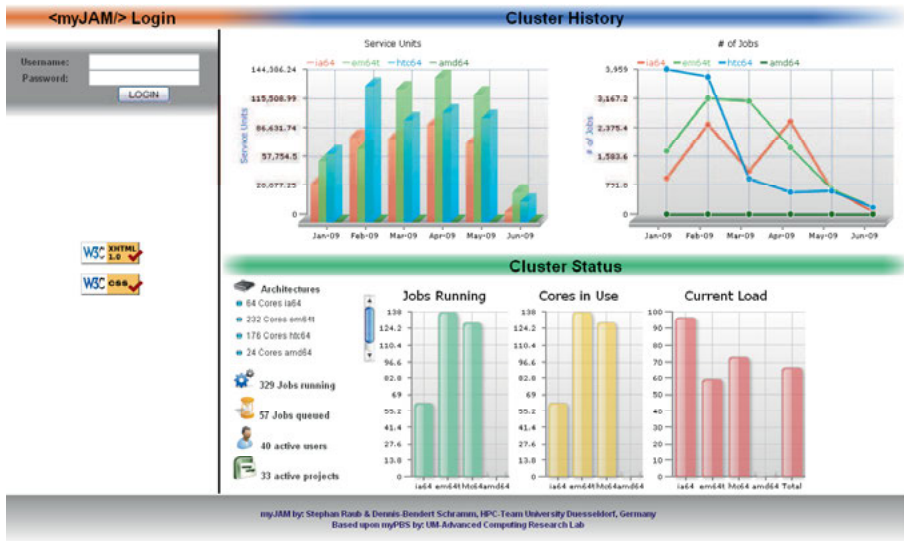 <myJAM/> Login
Username:
Password:
LOGIN
W3C XHTML 1.0
W3C css
Cluster History
Service Units
ia64 em64t htc64 amd64
Service Units
144,386.24
115,508.99
86,631.74
57,754.5
0
Jan-09 Feb-09 Mar-09 Apr-09 May-09 Jun-09
# of Jobs
ia64 em64t htc64 amd64
# of Jobs
3,959
3,167.2
2,375.4
1,583.6
0
Jan-09 Feb-09 Mar-09 Apr-09 May-09 Jun-09
Cluster Status
Architectures
64 Cores ia64
232 Cores em64t
176 Cores htc64
24 Cores amd64
329 Jobs running
57 Jobs queued
40 active users
33 active projects
Jobs Running
138
124.2
110.4
96.6
82.8
69
55.2
41.4
27.6
13.8
0
ia64 em64t htc64 amd64
Cores in Use
138
124.2
110.4
96.6
82.8
69
55.2
41.4
27.6
13.8
0
ia64 em64t htc64 amd64
Current Load
100
90
80
70
60
50
40
30
20
10
0
ia64 em64t htc64 amd64 Total
myJAM by: Stephan Raub & Dennis-Bendert Schramm, HPC-Team University Duesseldorf, Germany
Based upon myPBS by: UM-Advanced Computing Research Lab